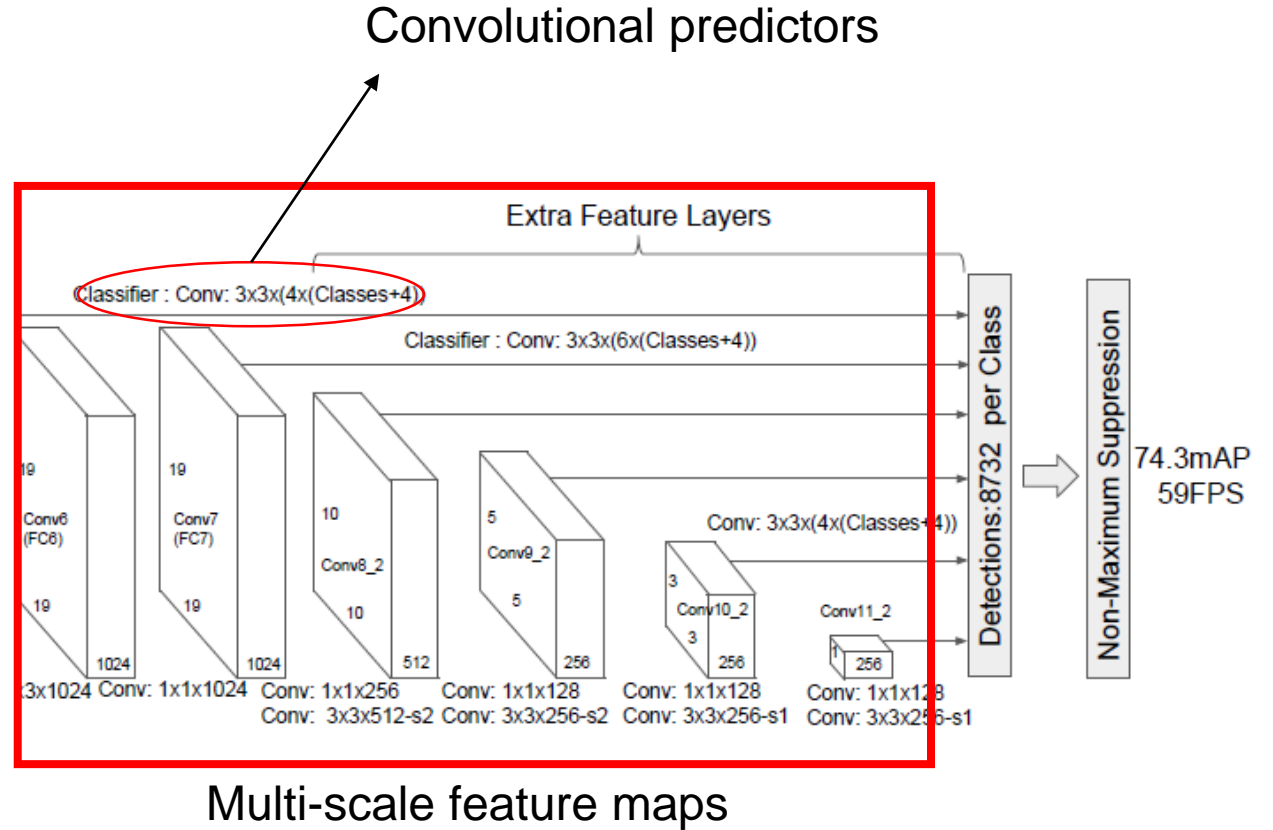 Convolutional predictors
Extra Feature Layers
Classifier : Conv: 3x3x(4x(Classes+4))
Classifier : Conv: 3x3x(6x(Classes+4))
19
Conv6
(FC6)
19
1024
19
Conv7
(FC7)
19
1024
10
Conv8_2
10
512
5
Conv9_2
5
256
Conv: 3x3x(4x(Classes+4))
3
Conv10_2
3
256
Conv11_2
1
256
x3x1024
Conv: 1x1x1024
Conv: 1x1x256
Conv: 3x3x512-s2
Conv: 1x1x128
Conv: 3x3x256-s2
Conv: 1x1x128
Conv: 3x3x256-s1
Conv: 1x1x128
Conv: 3x3x256-s1
Detections:8732 per Class
Non-Maximum Suppression
74.3mAP
59FPS
Multi-scale feature maps